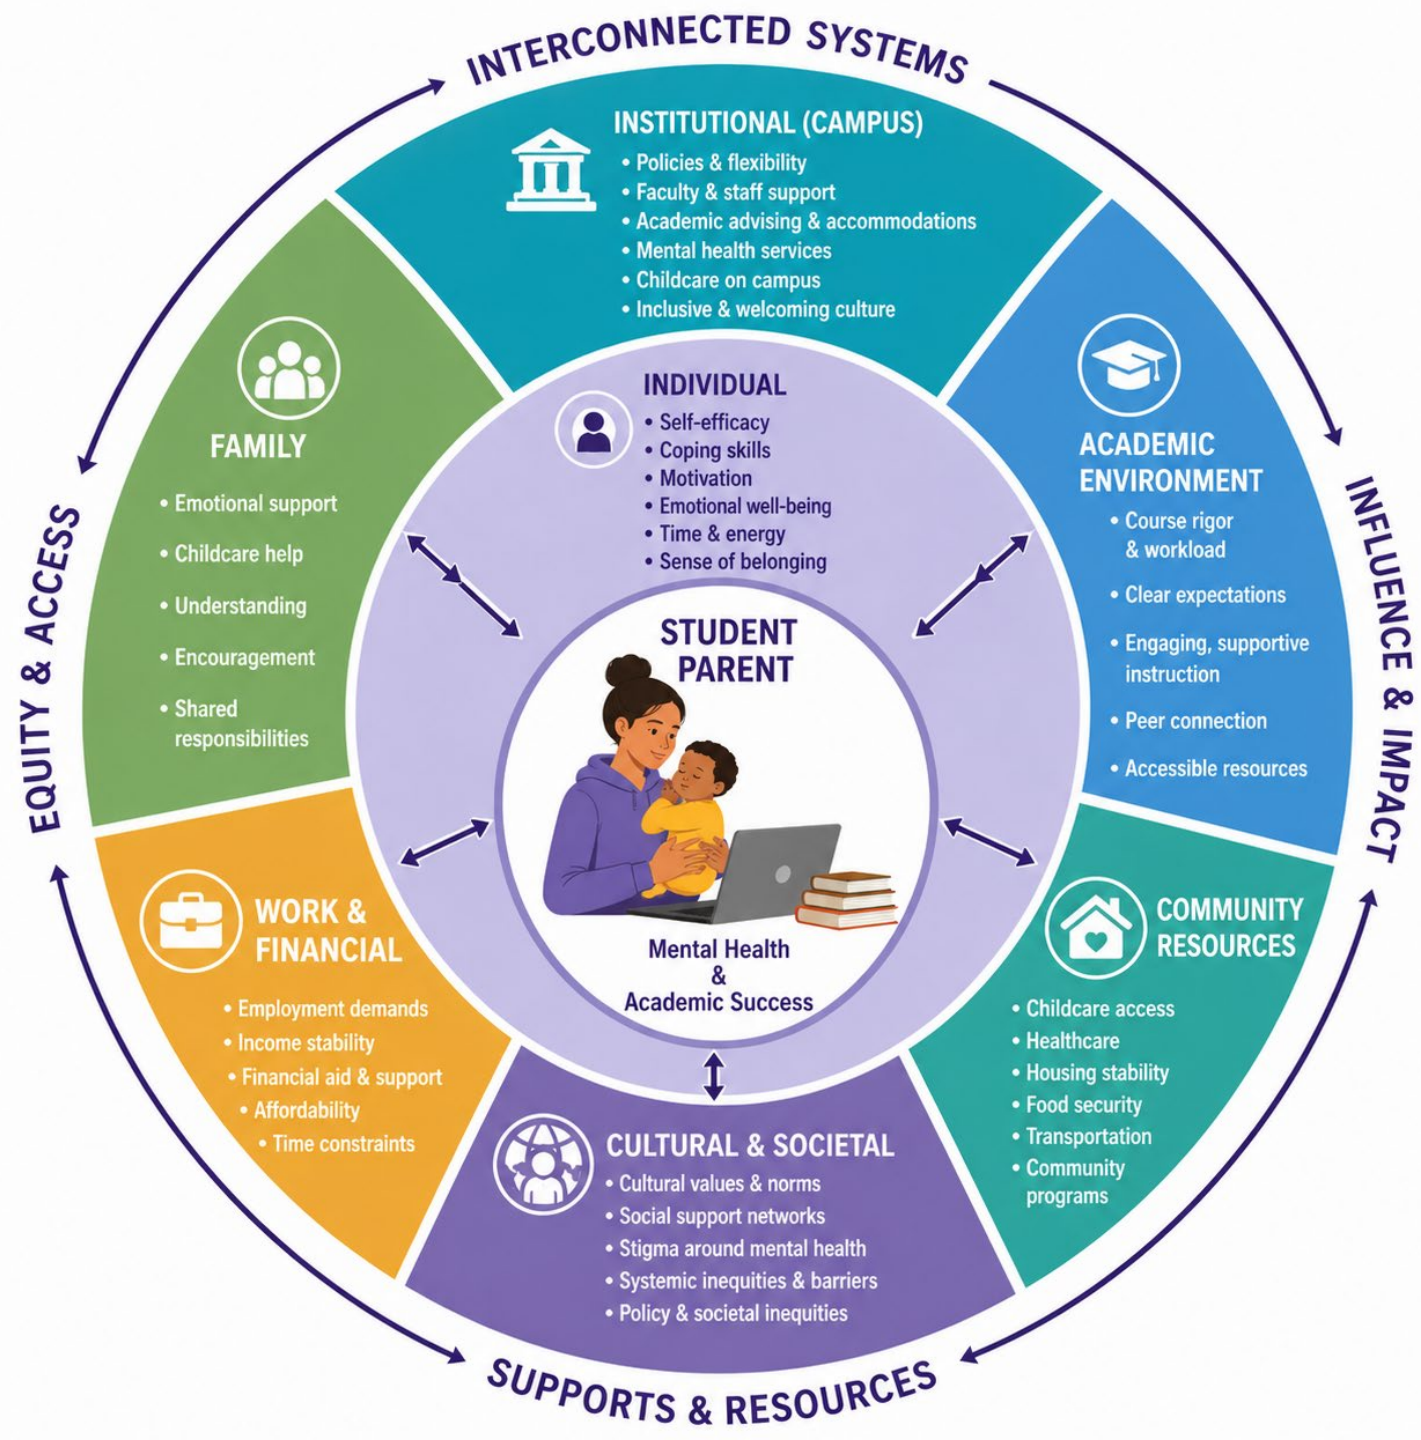 INTERCONNECTED SYSTEMS
INSTITUTIONAL (CAMPUS)
• Policies & flexibility
• Faculty & staff support
• Academic advising & accommodations
• Mental health services
• Childcare on campus
• Inclusive & welcoming culture
INDIVIDUAL
• Self-efficacy
• Coping skills
• Motivation
• Emotional well-being
• Time & energy
• Sense of belonging
FAMILY
• Emotional support
• Childcare help
• Understanding
• Encouragement
• Shared
responsibilities
ACADEMIC
ENVIRONMENT
• Course rigor
& workload
• Clear expectations
• Engaging, supportive
instruction
• Peer connection
• Accessible resources
EQUITY & ACCESS
INFLUENCE & IMPACT
STUDENT
PARENT
Mental Health
&
Academic Success
WORK &
FINANCIAL
• Employment demands
• Income stability
• Financial aid & support
• Affordability
• Time constraints
COMMUNITY
RESOURCES
• Childcare access
• Healthcare
• Housing stability
• Food security
• Transportation
• Community
programs
CULTURAL & SOCIETAL
• Cultural values & norms
• Social support networks
• Stigma around mental health
• Systemic inequities & barriers
• Policy & societal inequities
SUPPORTS & RESOURCES